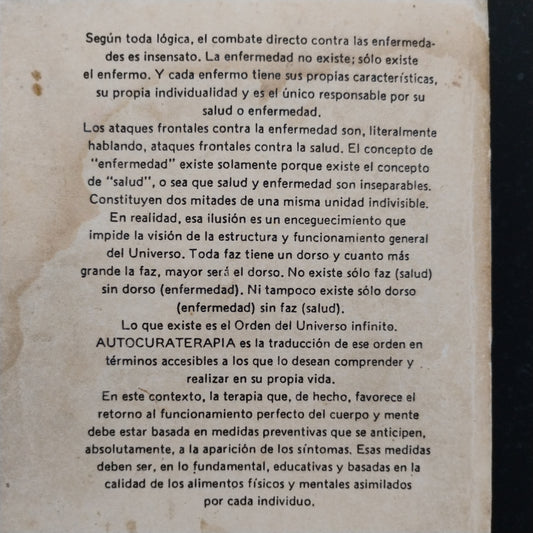 Según toda lógica, el combate directo contra las enfermeda-
des es insensato. La enfermedad no existe; sólo existe
el enfermo. Y cada enfermo tiene sus propias características,
su propia individualidad y es el único responsable por su
salud o enfermedad.
Los ataques frontales contra la enfermedad son, literalmente
hablando, ataques frontales contra la salud. El concepto de
"enfermedad" existe solamente porque existe el concepto
de "salud", o sea que salud y enfermedad son inseparables.
Constituyen dos mitades de una misma unidad indivisible.
En realidad, esa ilusión es un enceguecimiento que
impide la visión de la estructura y funcionamiento general
del Universo. Toda faz tiene un dorso y cuanto más
grande la faz, mayor será el dorso. No existe sólo faz (salud)
sin dorso (enfermedad). Ni tampoco existe sólo dorso
(enfermedad) sin faz (salud).
Lo que existe es el Orden del Universo infinito.
AUTOCURATERAPIA es la traducción de ese orden en
términos accesibles a los que lo desean comprender y
realizar en su propia vida.
En este contexto, la terapia que, de hecho, favorece el
retorno al funcionamiento perfecto del cuerpo y mente
debe estar basada en medidas preventivas que se anticipen,
absolutamente, a la aparición de los síntomas. Esas medidas
deben ser, en lo fundamental, educativas y basadas en la
calidad de los alimentos físicos y mentales asimilados
por cada individuo.